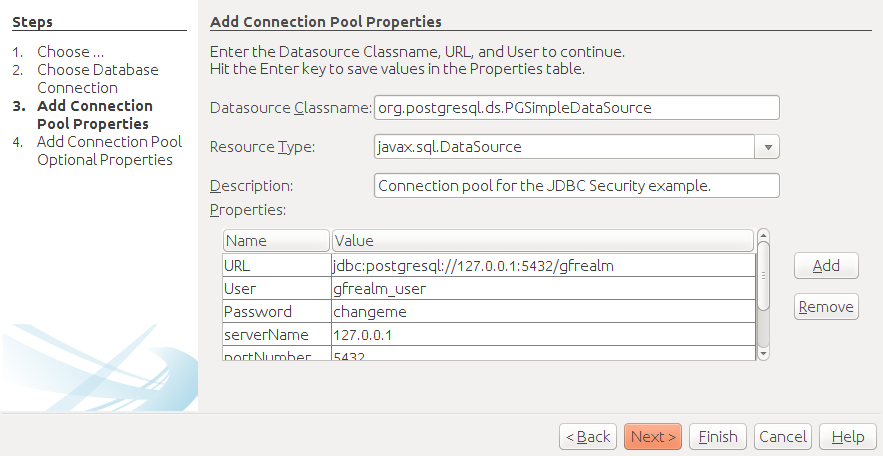 Steps
1. Choose ...
2. Choose Database
Connection
3. Add Connection
Pool Properties
4. Add Connection Pool
Optional Properties
Add Connection Pool Properties
Enter the Datasource Classname, URL, and User to continue.
Hit the Enter key to save values in the Properties table.
Datasource Classname: org.postgresql.ds.PGSimpleDataSource
Resource Type: javax.sql.DataSource
Description: Connection pool for the JDBC Security example.
Properties:
Name Value
URL jdbc:postgresql://127.0.0.1:5432/gfrealm
User gfrealm_user
Password changeme
serverName 127.0.0.1
portNumber 5432
Add
Remove
< Back Next > Finish Cancel Help